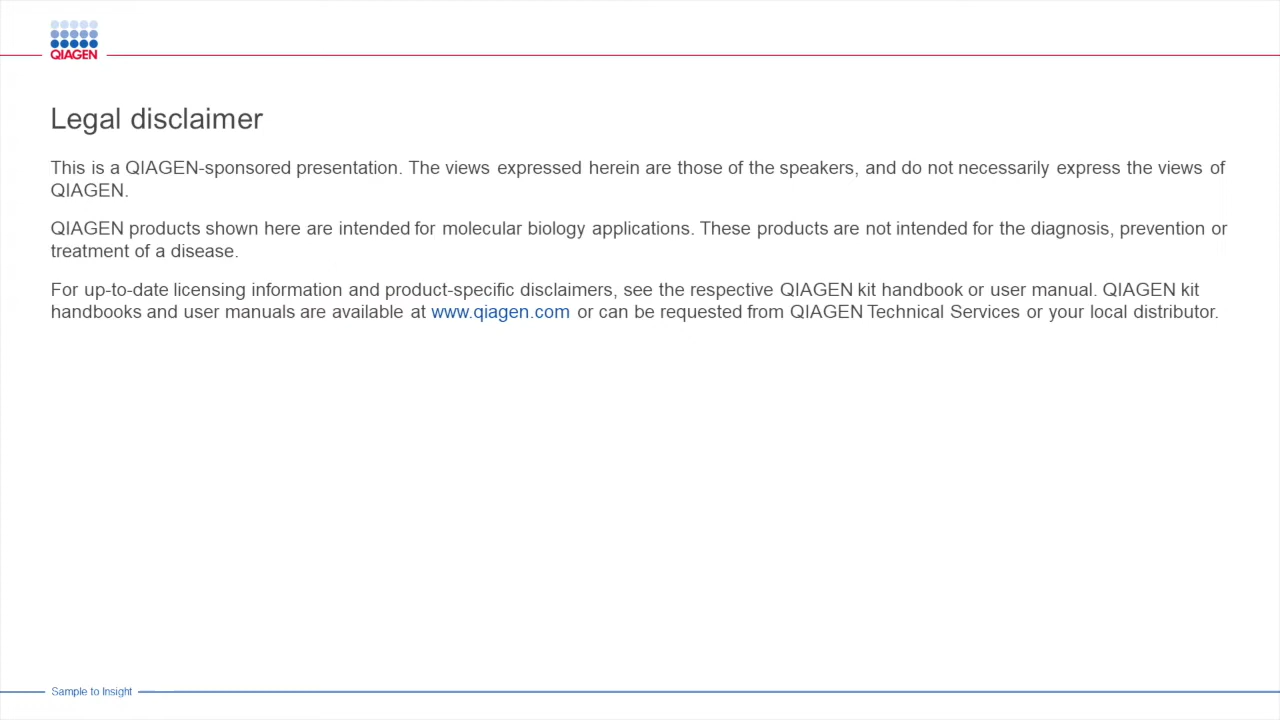 QIAGEN
Legal disclaimer
This is a QIAGEN-sponsored presentation. The views expressed herein are those of the speakers, and do not necessarily express the views of
QIAGEN.
QIAGEN products shown here are intended for molecular biology applications. These products are not intended for the diagnosis, prevention or
treatment of a disease.
For up-to-date licensing information and product-specific disclaimers, see the respective QIAGEN kit handbook or user manual. QIAGEN kit
handbooks and user manuals are available at www.qiagen.com or can be requested from QIAGEN Technical Services or your local distributor.
Sample to Insight